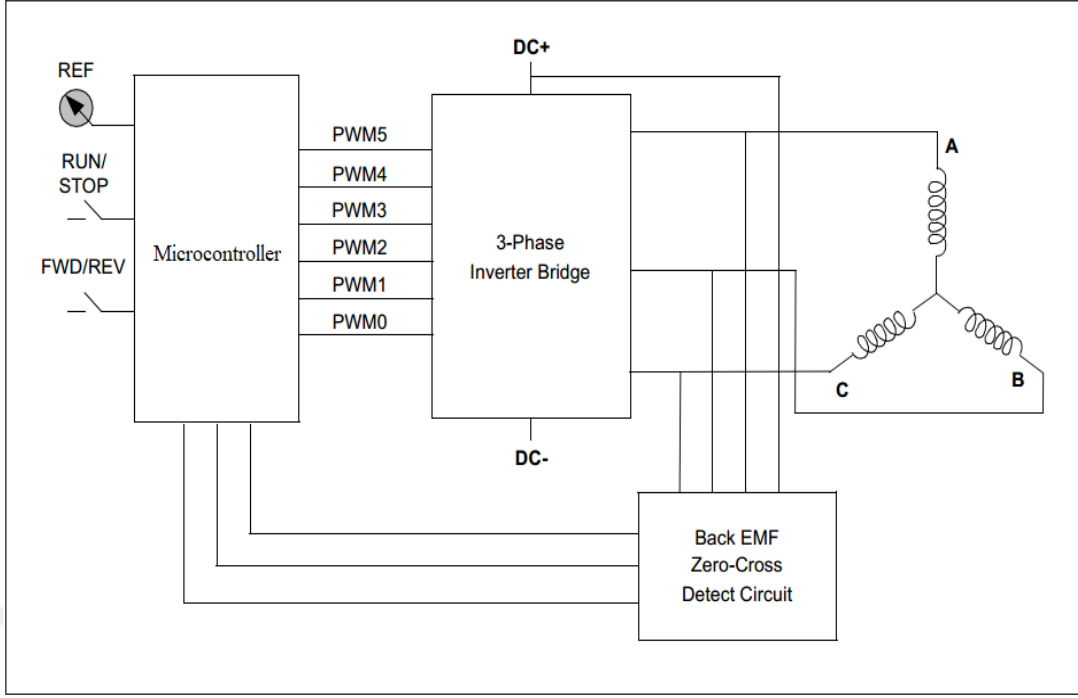 DC+
REF
RUN/
STOP
FWD/REV
Microcontroller
PWM5
PWM4
PWM3
PWM2
PWM1
PWM0
3-Phase
Inverter Bridge
DC-
A
B
C
Back EMF
Zero-Cross
Detect Circuit